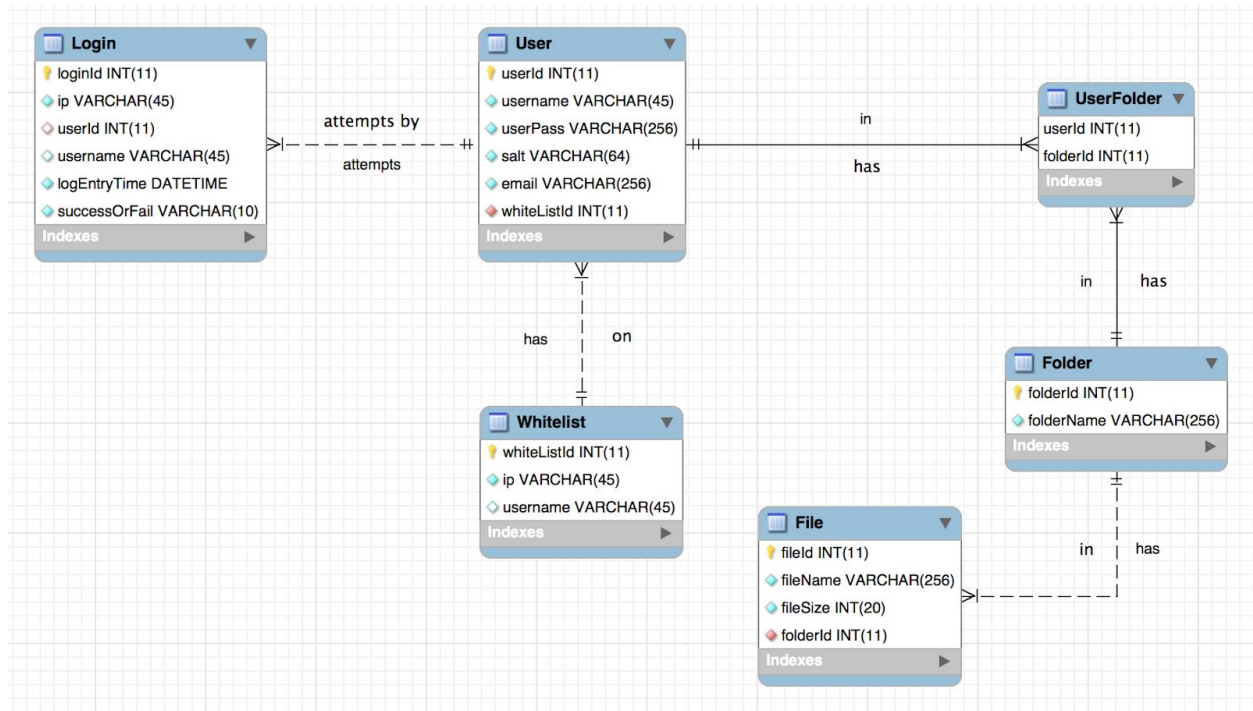 Login
loginId INT(11)
ip VARCHAR(45)
userId INT(11)
username VARCHAR(45)
logEntryTime DATETIME
successOrFail VARCHAR(10)
Indexes
attempts by
attempts
User
userId INT(11)
username VARCHAR(45)
userPass VARCHAR(256)
salt VARCHAR(64)
email VARCHAR(256)
whiteListId INT(11)
Indexes
in
has
UserFolder
userId INT(11)
folderId INT(11)
Indexes
in
has
has
on
Folder
folderId INT(11)
folderName VARCHAR(256)
Indexes
Whitelist
whiteListId INT(11)
ip VARCHAR(45)
username VARCHAR(45)
Indexes
File
fileId INT(11)
fileName VARCHAR(256)
fileSize INT(20)
folderId INT(11)
Indexes
in
has